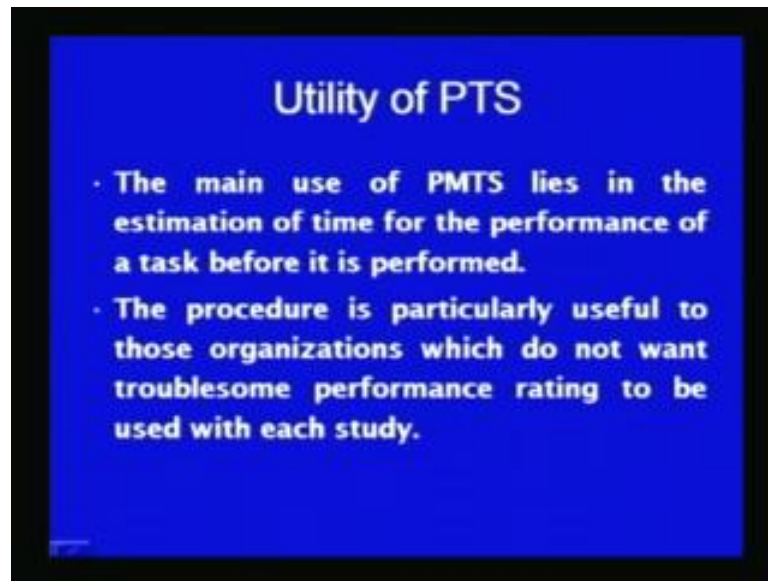 Utility of PTS
· The main use of PMTS lies in the
estimation of time for the performance of
a task before it is performed.
· The procedure is particularly useful to
those organizations which do not want
troublesome performance rating to be
used with each study.